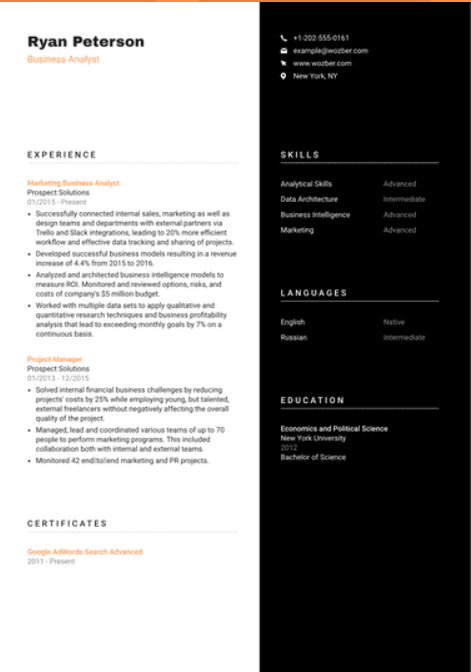 Ryan Peterson
Business Analyst
+1-202-555-0161
example@wozber.com
www.wozber.com
New York, NY
EXPERIENCE
Marketing Business Analyst
Prospect Solutions
01/2015 - Present
• Successfully connected internal sales, marketing as well as
design teams and departments with external partners via
Trello and Slack integrations, leading to 20% more efficient
workflow and effective data tracking and sharing of projects.
• Developed successful business models resulting in a revenue
increase of 4.4% from 2015 to 2016.
• Analyzed and architected business intelligence models to
measure ROI. Monitored and reviewed options, risks, and
costs of company's $5 million budget.
• Worked with multiple data sets to apply qualitative and
quantitative research techniques and business profitability
analysis that lead to exceeding monthly goals by 7% on a
continuous basis.
Project Manager
Prospect Solutions
01/2013 - 12/2015
• Solved internal financial business challenges by reducing
projects' costs by 25% while employing young, but talented,
external freelancers without negatively affecting the overall
quality of the project.
• Managed, lead and coordinated various teams of up to 70
people to perform marketing programs. This included
collaboration both with internal and external teams.
• Monitored 42 end/to/end marketing and PR projects.
CERTIFICATES
Google AdWords Search Advanced
2011 - Present
SKILLS
Analytical Skills Advanced
Data Architecture Intermediate
Business Intelligence Advanced
Marketing Advanced
LANGUAGES
English Native
Russian Intermediate
EDUCATION
Economics and Political Science
New York University
2012
Bachelor of Science